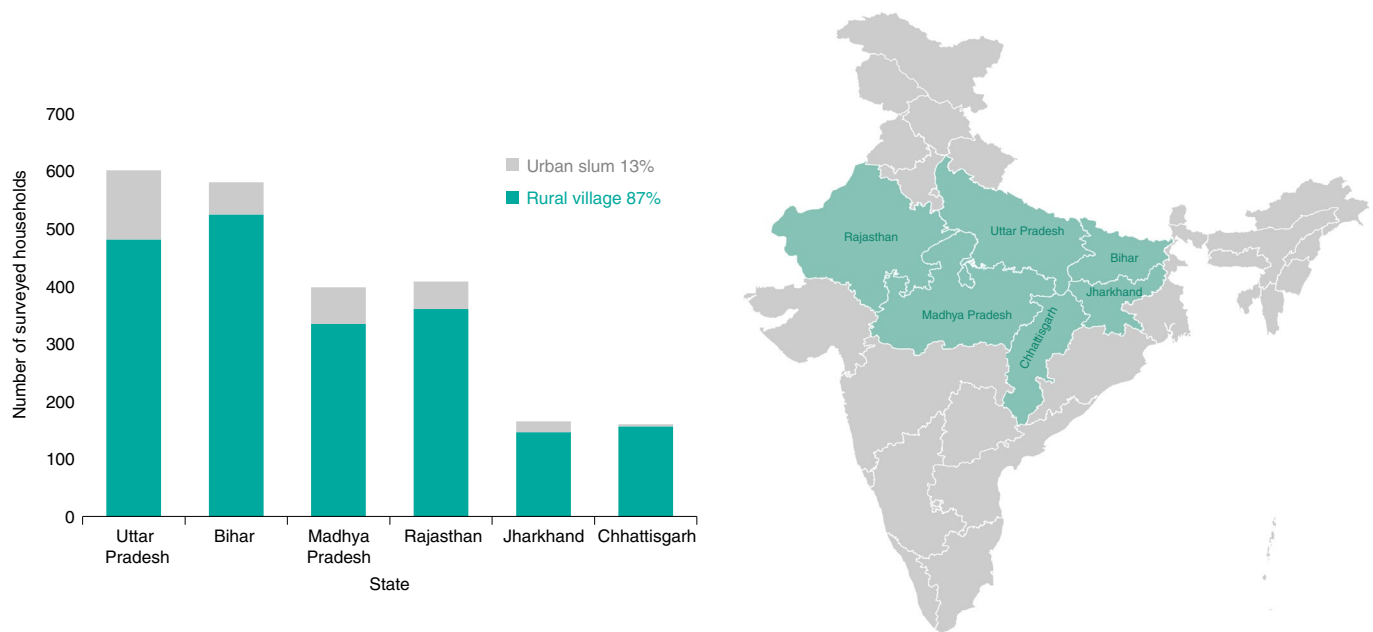 Number of surveyed households
700
600
500
400
300
200
100
0
Urban slum 13%
Rural village 87%
Uttar
Pradesh
Bihar
Madhya
Pradesh
Rajasthan
Jharkhand
Chhattisgarh
State
Rajasthan
Uttar Pradesh
Bihar
Jharkhand
Madhya Pradesh
Chhattisgarh